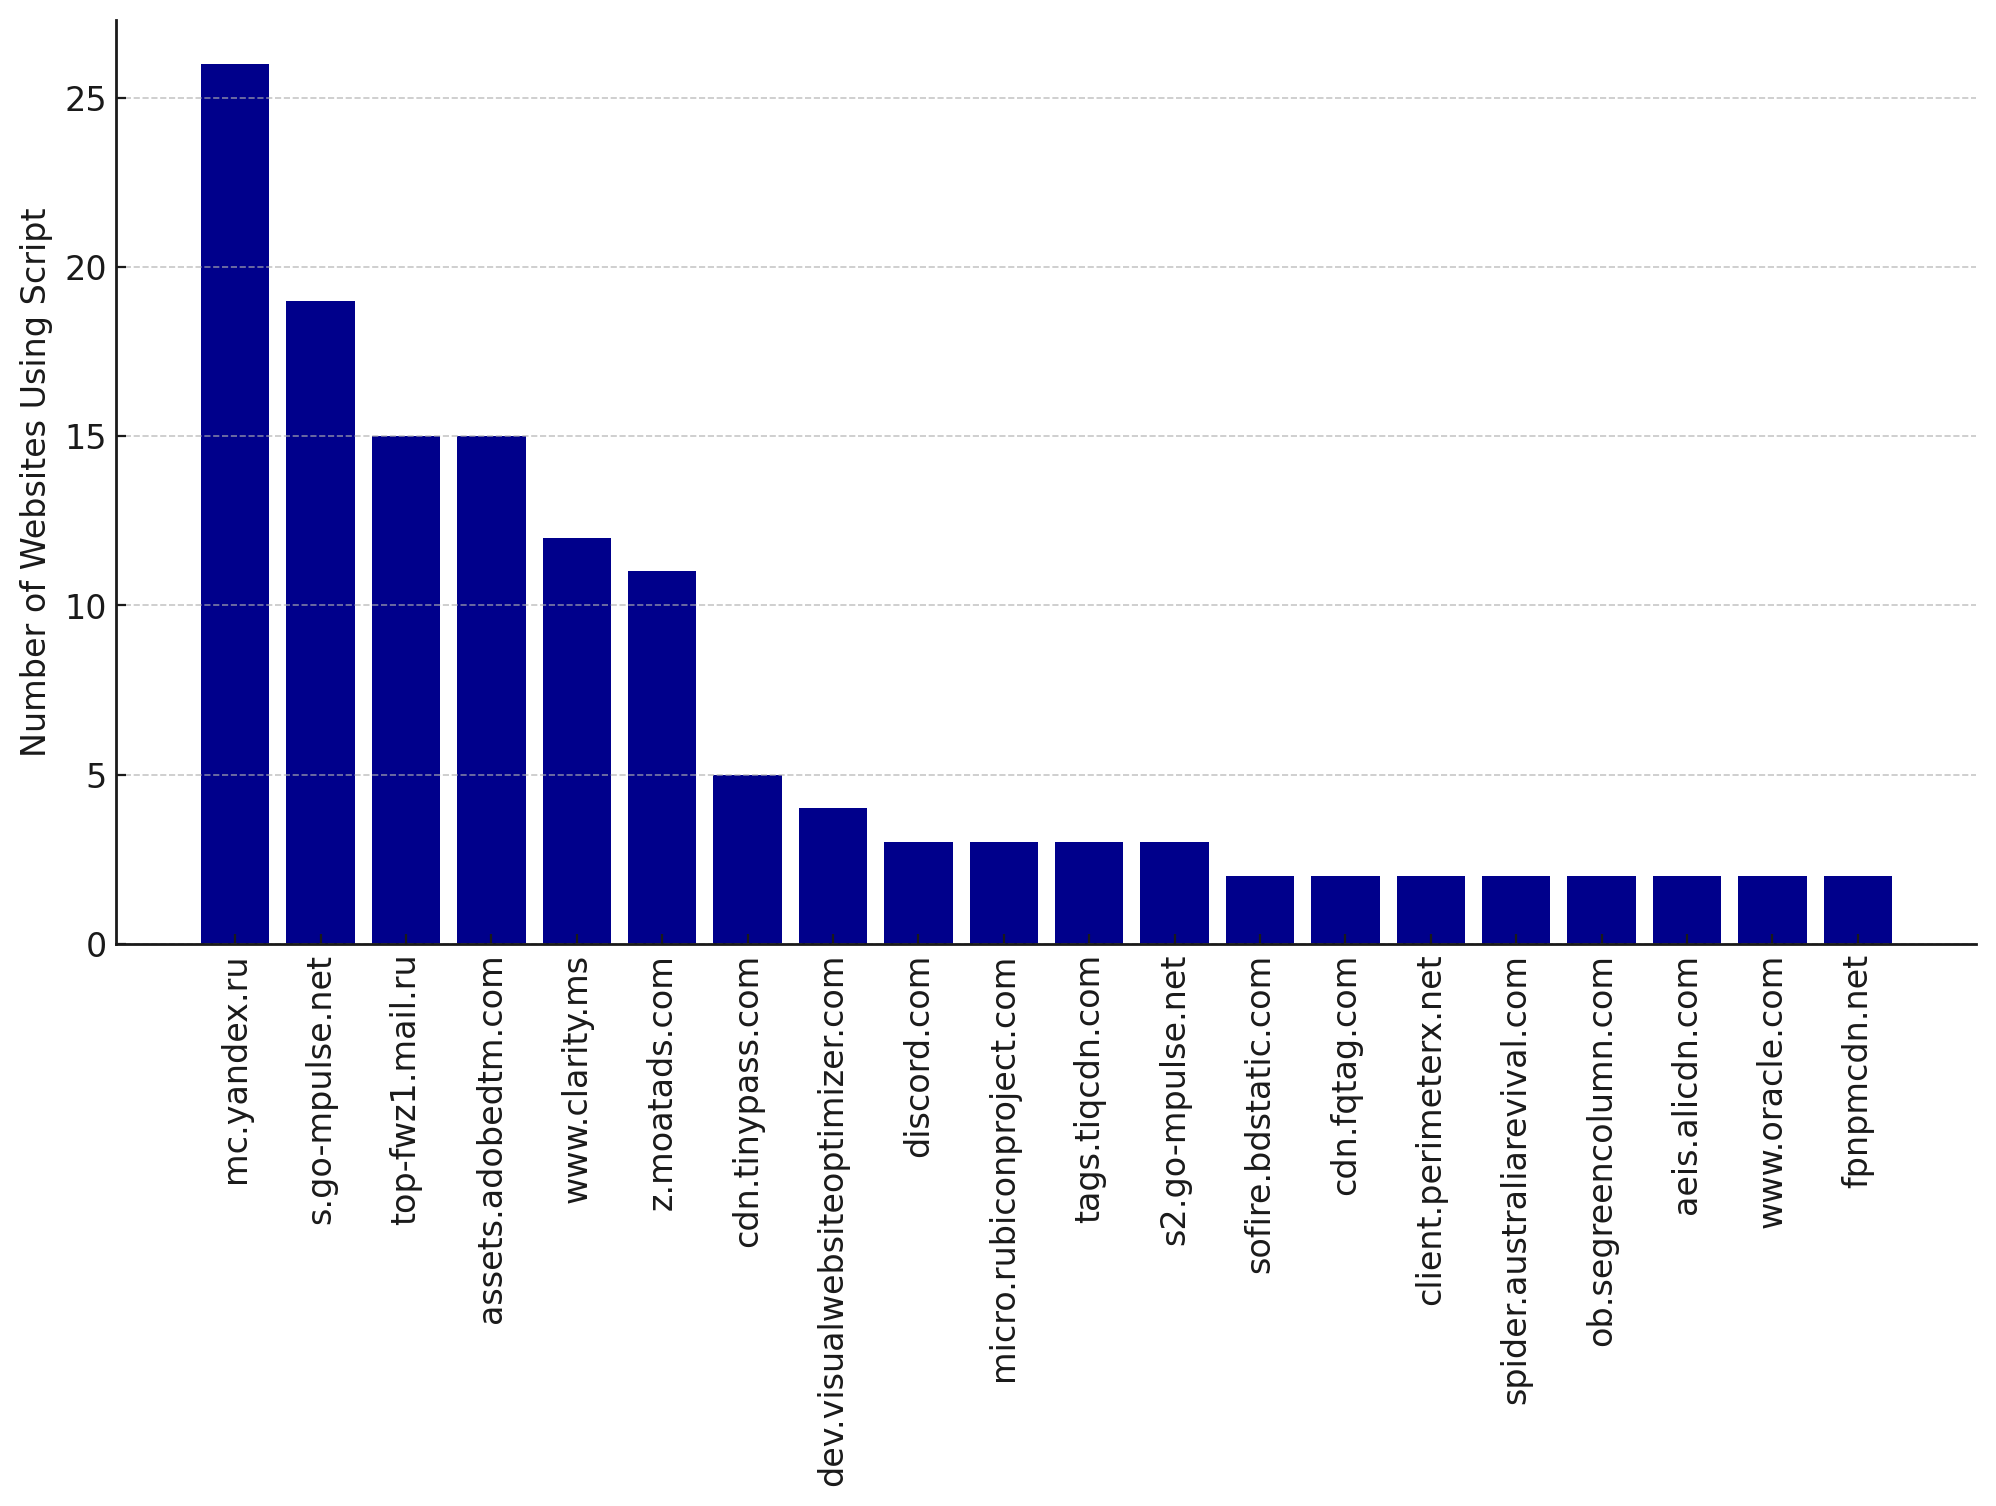 Number of Websites Using Script
25
20
15
10
5
0
mc.yandex.ru
s.go-mpulse.net
top-fwz1.mail.ru
assets.adobedtm.com
www.clarity.ms
z.moatads.com
cdn.tinypass.com
dev.visualwebsiteoptimizer.com
discord.com
micro.rubiconproject.com
tags.tiqcdn.com
s2.go-mpulse.net
sofire.bdstatic.com
cdn.fqtag.com
client.perimeterx.net
spider.australiarevival.com
ob.segreencolumn.com
aeis.alicdn.com
www.oracle.com
fpnpmcdn.net